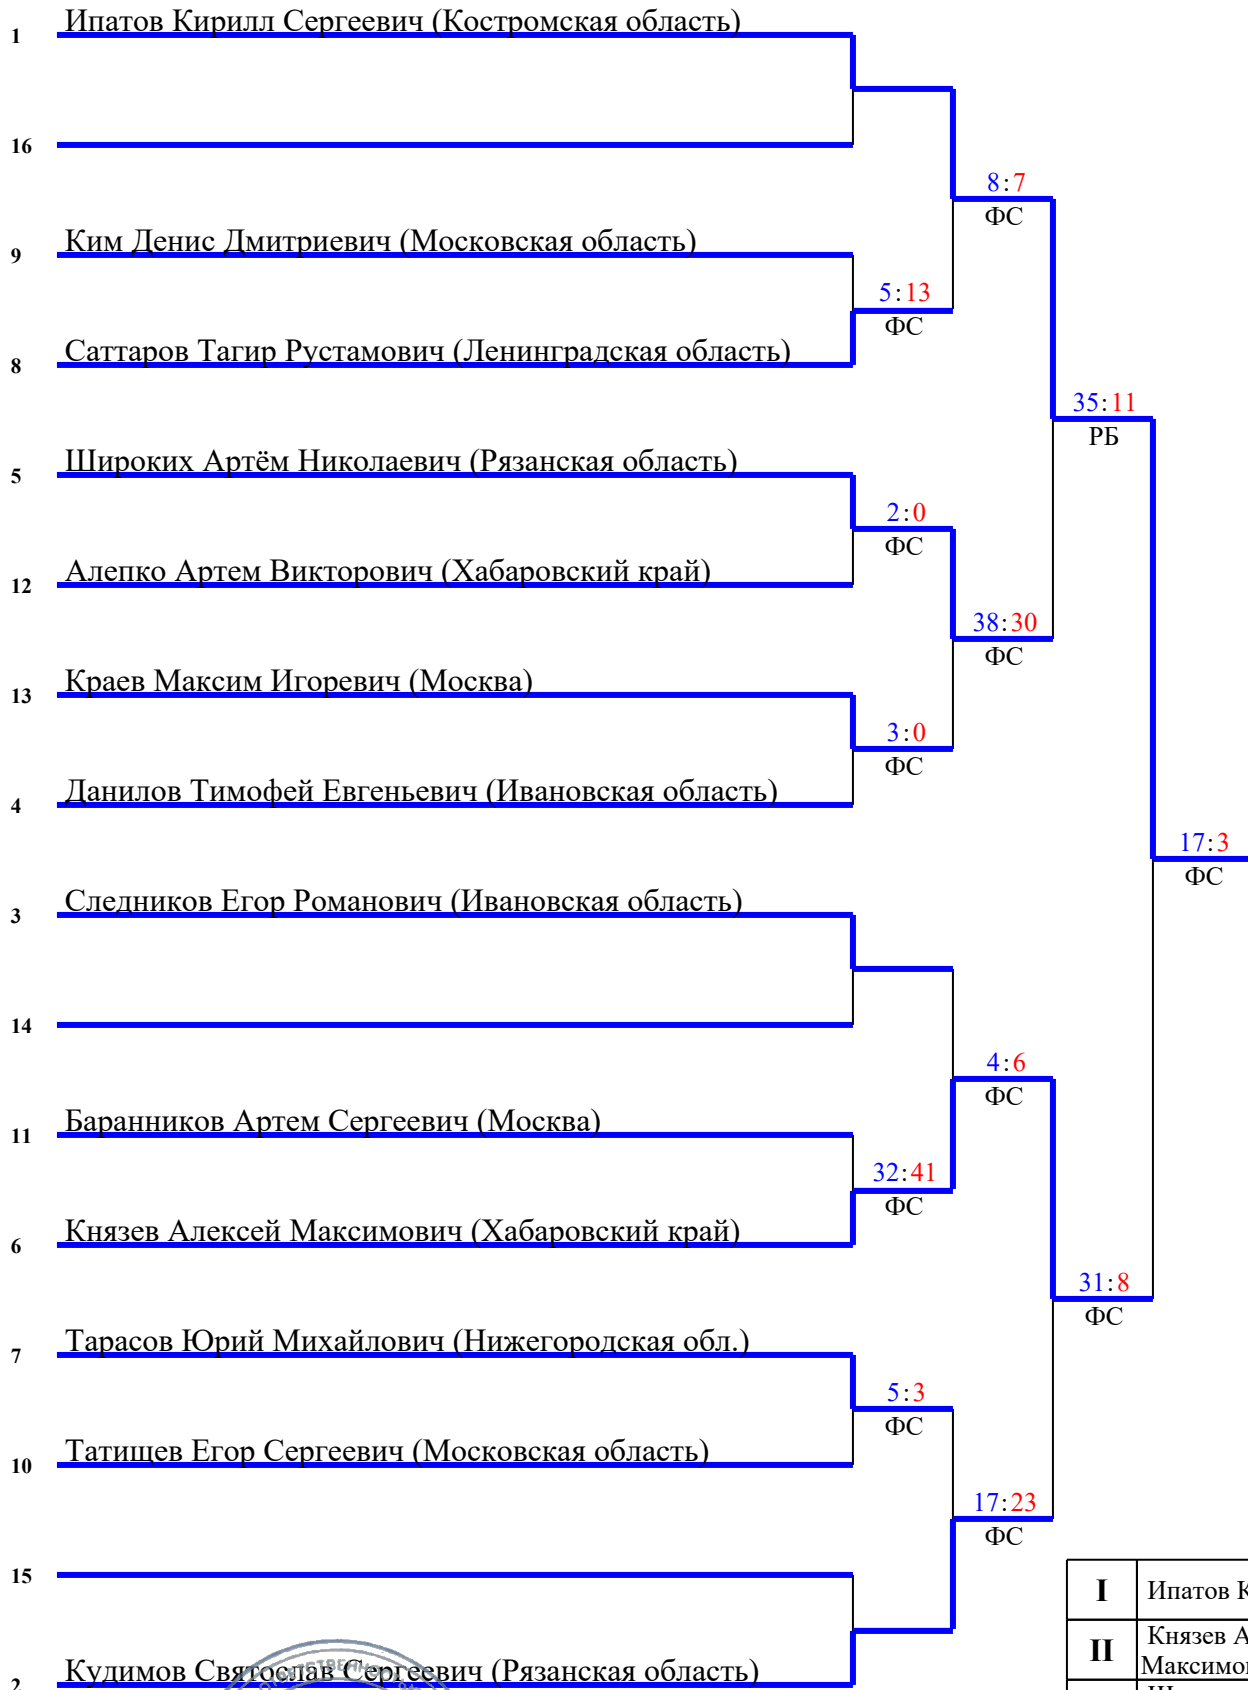 Ипатов Кирилл Сергеевич (Костромская область)
1
16
8:7
ФС
Ким Денис Дмитриевич (Московская область)
9
5:13
ФС
Саттаров Тагир Рустамович (Ленинградская область)
8
35:11
РБ
Широких Артём Николаевич (Рязанская область)
5
2:0
ФС
Алепко Артем Викторович (Хабаровский край)
12
38:30
ФС
Краев Максим Игоревич (Москва)
13
3:0
ФС
Данилов Тимофей Евгеньевич (Ивановская область)
4
17:3
ФС
Следников Егор Романович (Ивановская область)
3
14
4:6
ФС
Баранников Артем Сергеевич (Москва)
11
32:41
ФС
Князев Алексей Максимович (Хабаровский край)
6
31:8
ФС
Тарасов Юрий Михайлович (Нижегородская обл.)
7
5:3
ФС
Татищев Егор Сергеевич (Московская область)
10
17:23
ФС
15
I Ипатов К
II Князев А
Максимо
Кудимов Святослав Сергеевич (Рязанская область)
2